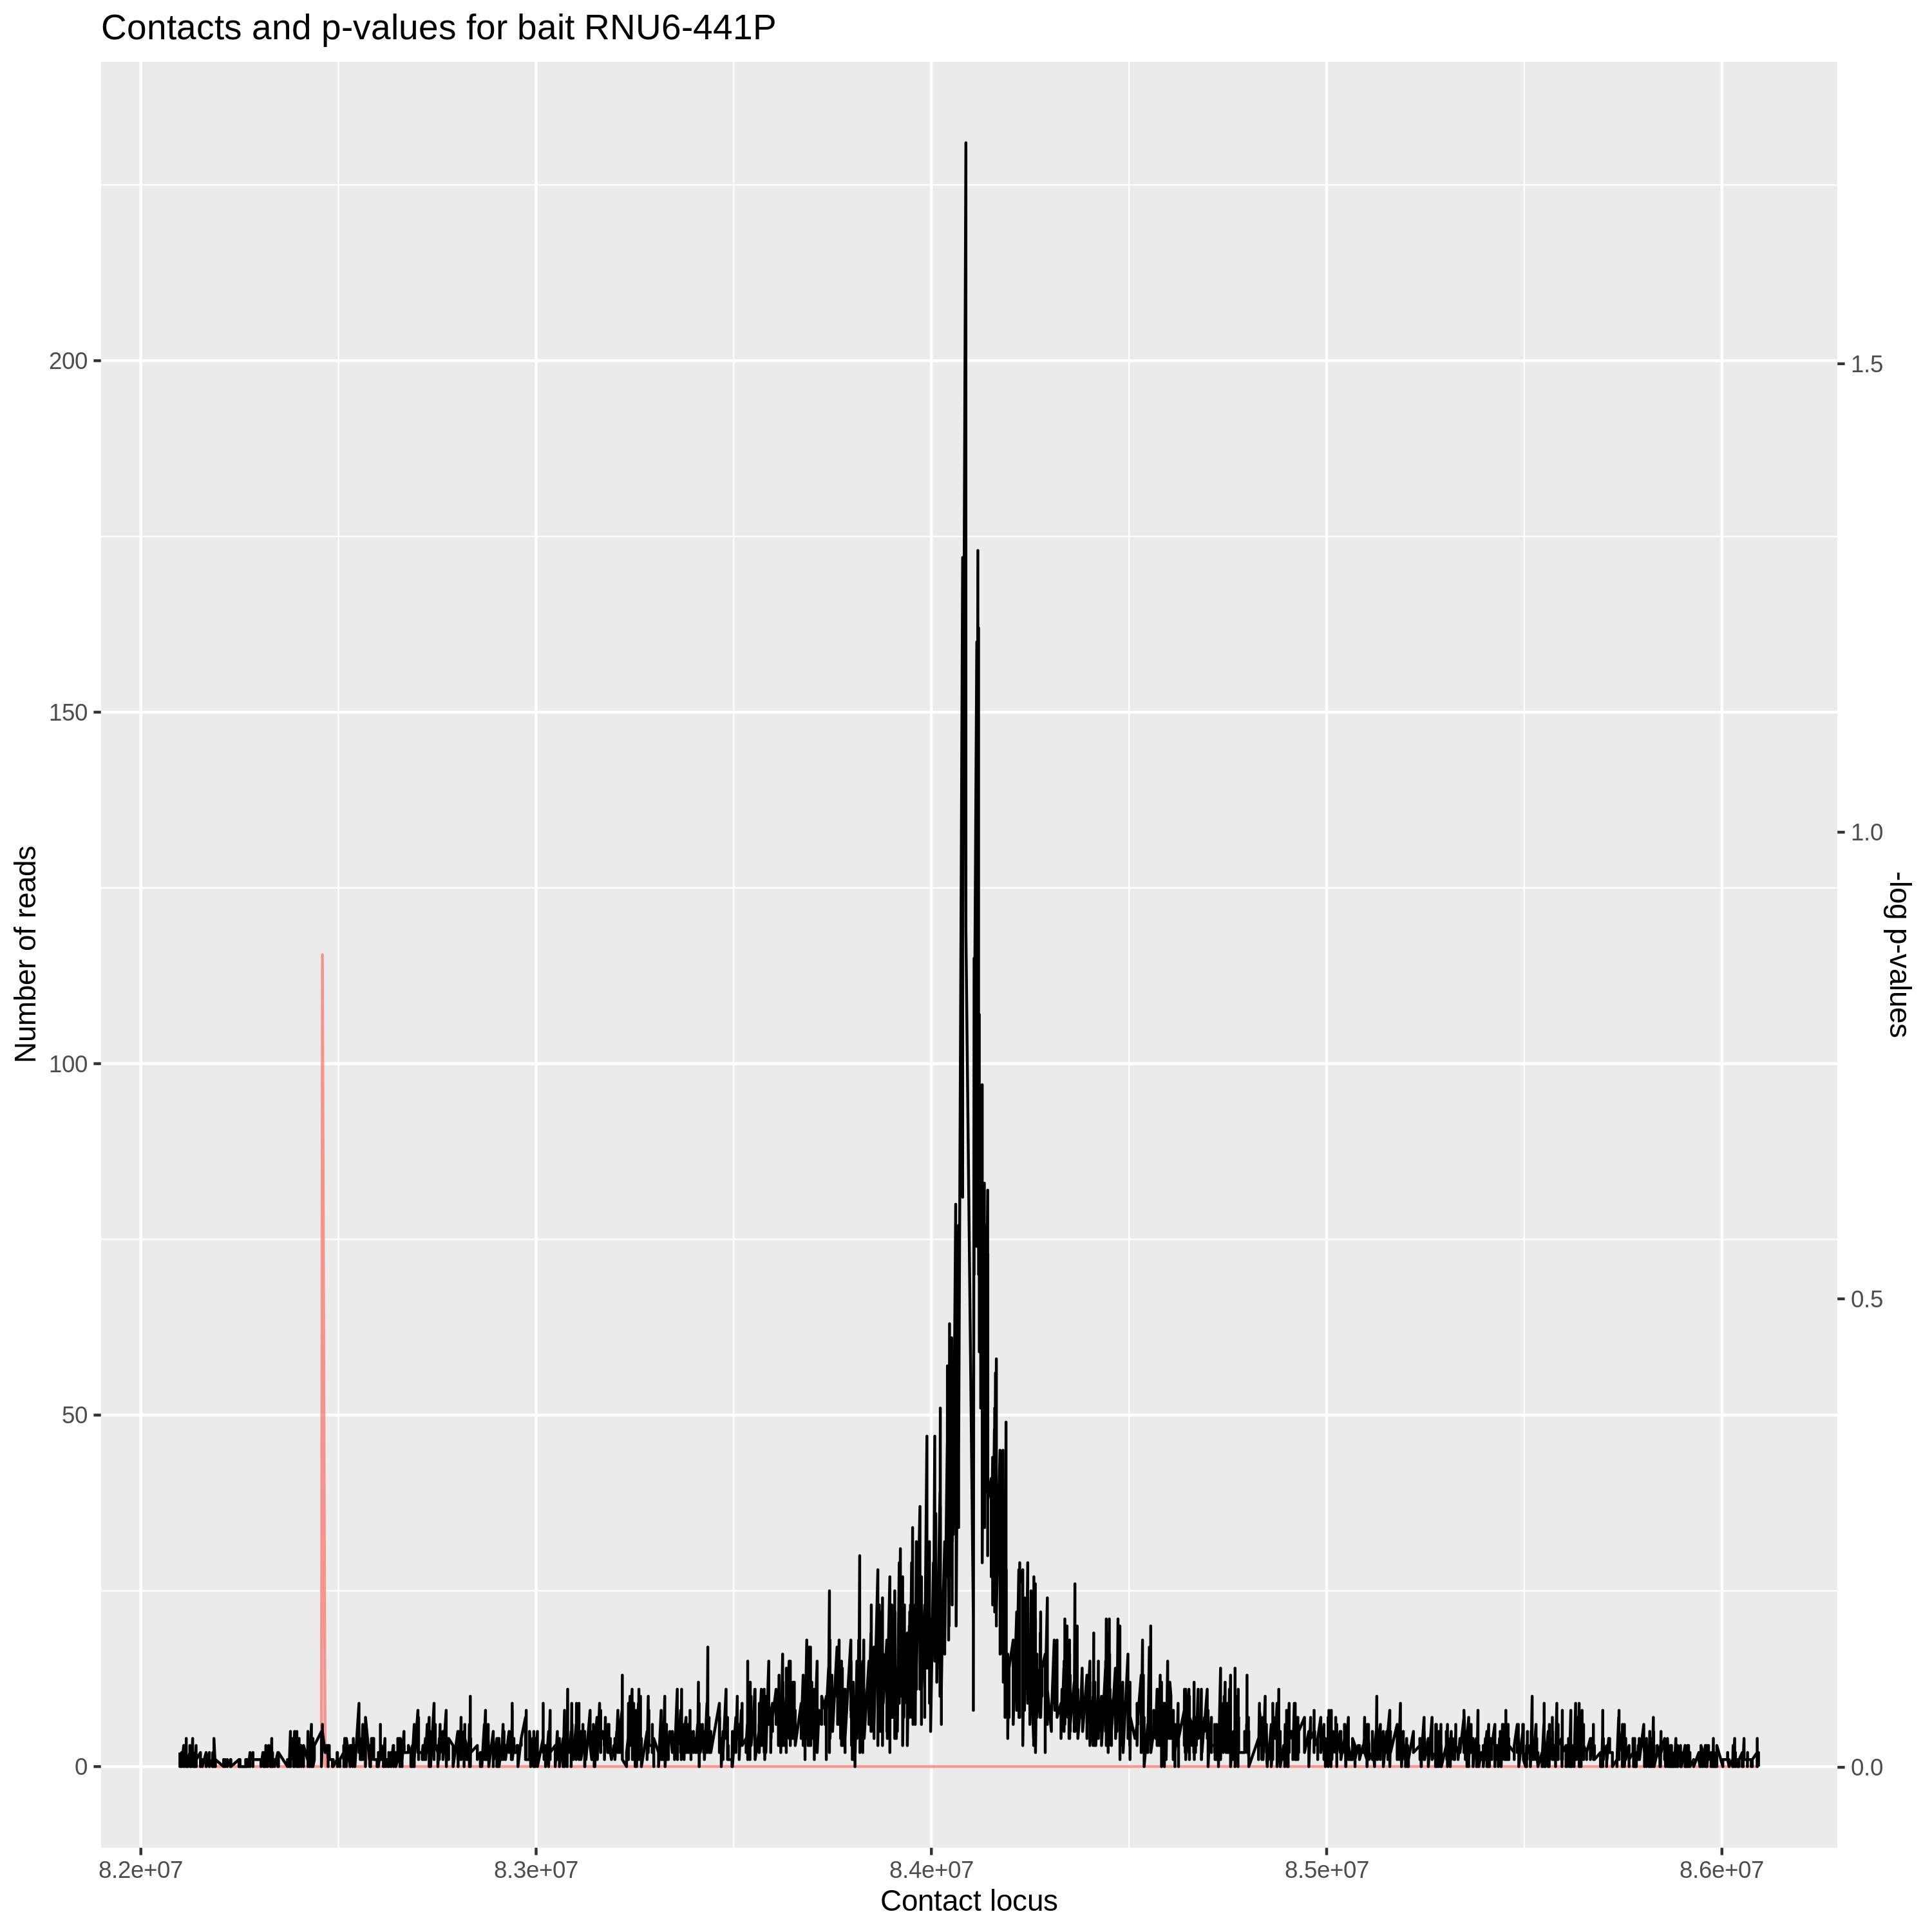 Contacts and p-values for bait RNU6-441P
Number of reads
200
150
100
50
0
1.5
1.0
0.5
0.0
-log p-values
8.2e+07 8.3e+07 8.4e+07 8.5e+07 8.6e+07
Contact locus